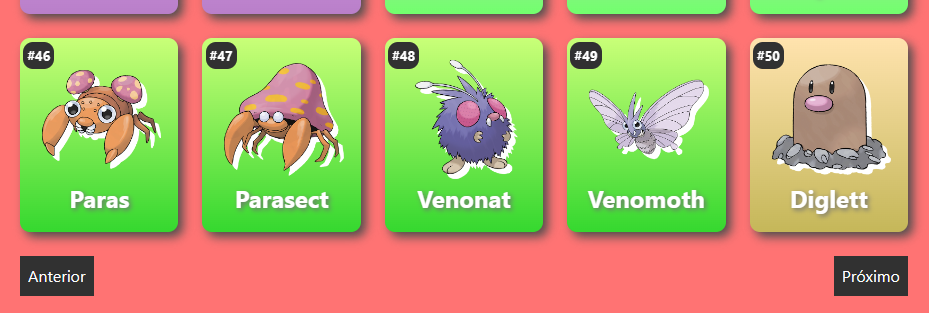 #46
#47
#48
#49
#50
Paras
Parasect
Venonat
Venomoth
Diglett
Anterior
Próximo